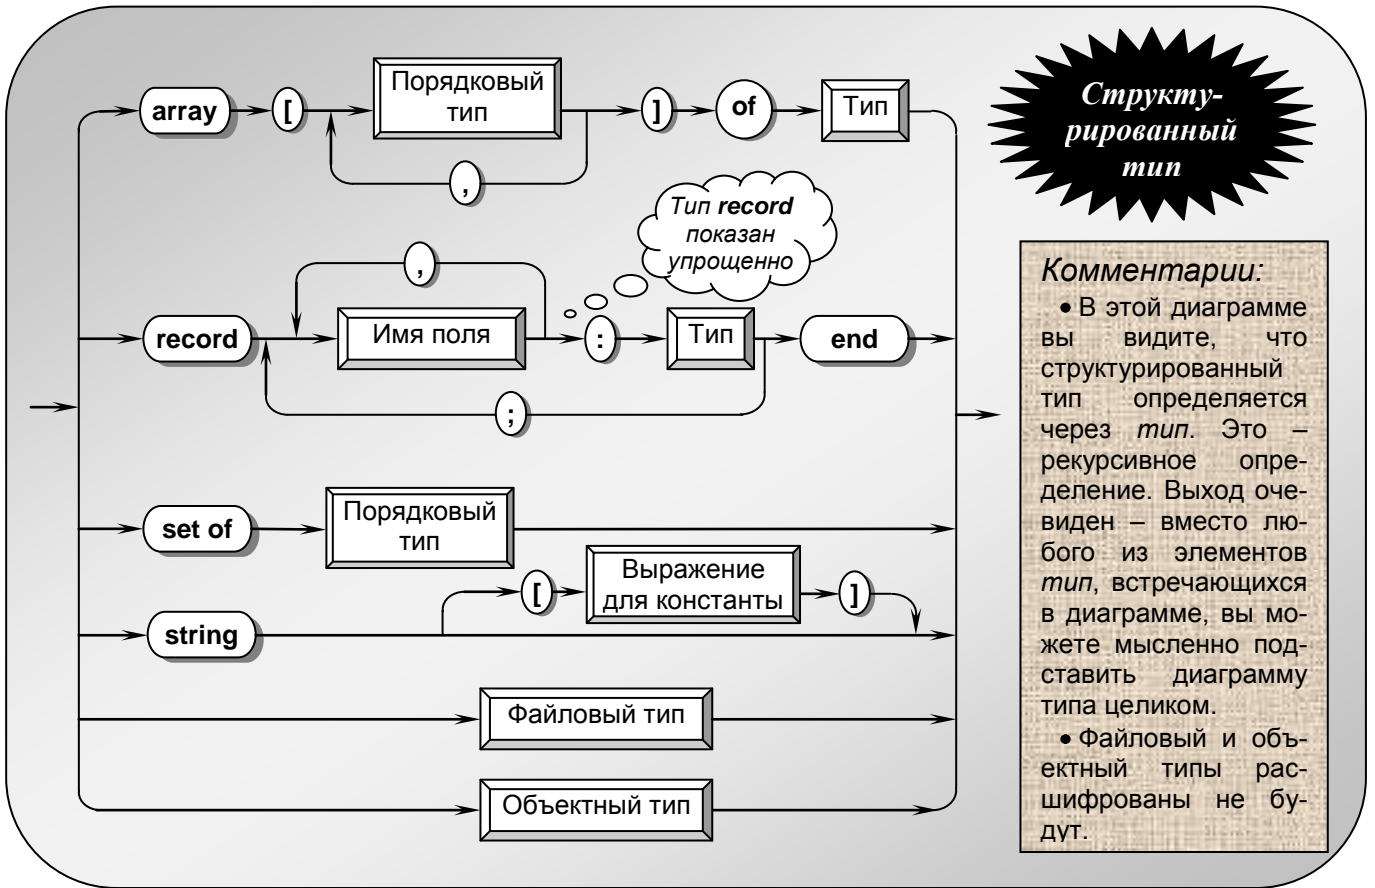 array
[
Порядковый
тип
]
of
Тип
,
Структу-
рированный
тип
Тип record
показан
упрощенно
,
record
Имя поля
:
Тип
end
;
set of
Порядковый
тип
[
Выражение
для константы
]
string
Файловый тип
Объектный тип
Комментарии:
• В этой диаграмме
вы видите, что
структурированный
тип определяется
через тип. Это –
рекурсивное опре-
деление. Выход оче-
виден – вместо лю-
бого из элементов
тип, встречающихся
в диаграмме, вы мо-
жете мысленно под-
ставить диаграмму
типа целиком.
• Файловый и объ-
ектный типы рас-
шифрованы не бу-
дут.